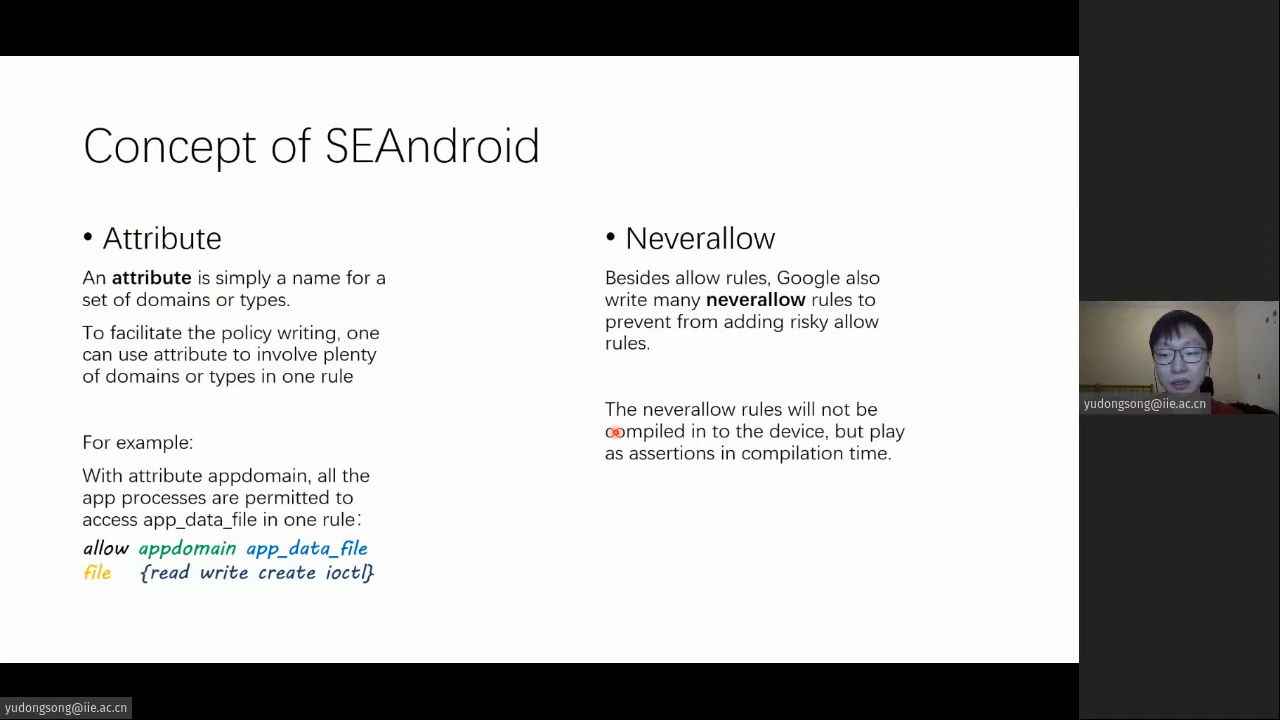 Concept of SEAndroid
• Attribute
An attribute is simply a name for a
set of domains or types.
To facilitate the policy writing, one
can use attribute to involve plenty
of domains or types in one rule
For example:
With attribute appdomain, all the
app processes are permitted to
access app_data_file in one rule:
allow appdomain app_data_file
file {read write create ioctl}
• Neverallow
Besides allow rules, Google also
write many neverallow rules to
prevent from adding risky allow
rules.
The neverallow rules will not be
compiled in to the device, but play
as assertions in compilation time.
yudongsong@iie.ac.cn
yudongsong@iie.ac.cn